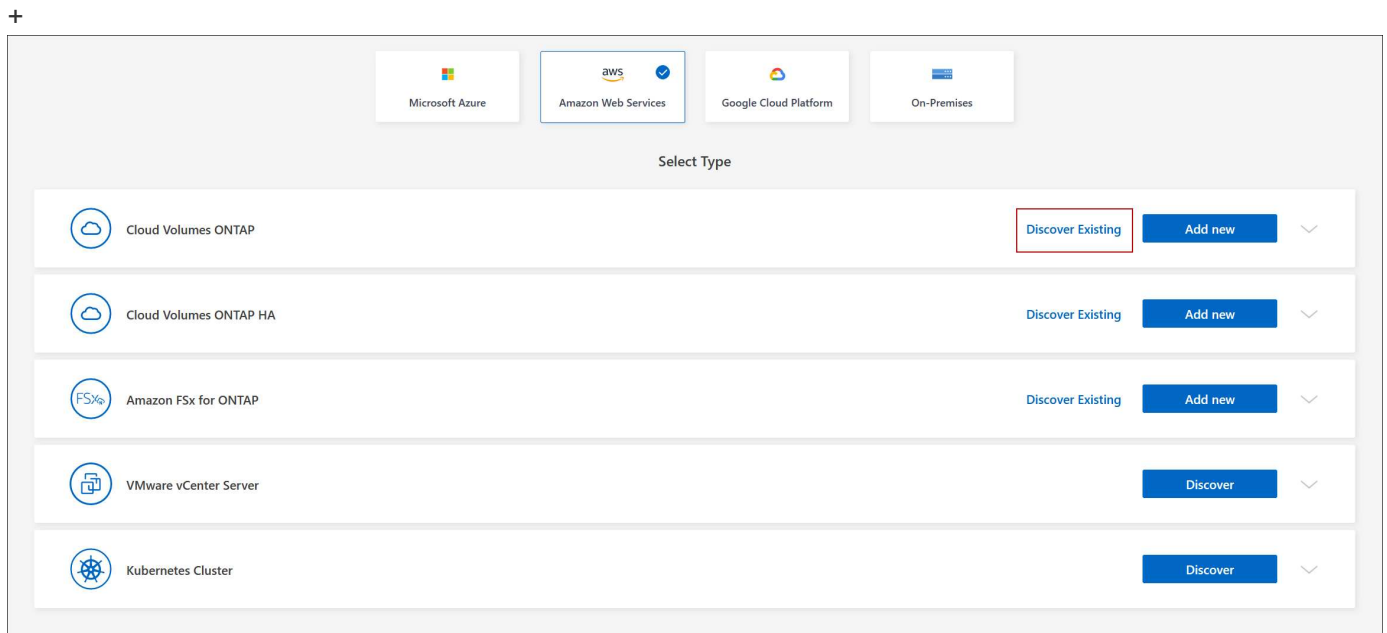 +
aws
Microsoft Azure
Amazon Web Services
Google Cloud Platform
On-Premises
Select Type
Cloud Volumes ONTAP
Discover Existing
Add new
Cloud Volumes ONTAP HA
Discover Existing
Add new
FSx
Amazon FSx for ONTAP
Discover Existing
Add new
VMware vCenter Server
Discover
Kubernetes Cluster
Discover